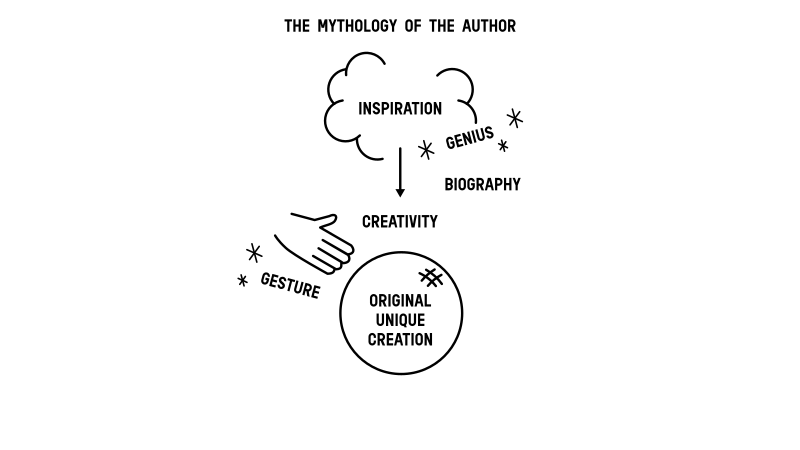 THE MYTHOLOGY OF THE AUTHOR
INSPIRATION
GENIUS
BIOGRAPHY
CREATIVITY
GESTURE
ORIGINAL
UNIQUE
CREATION